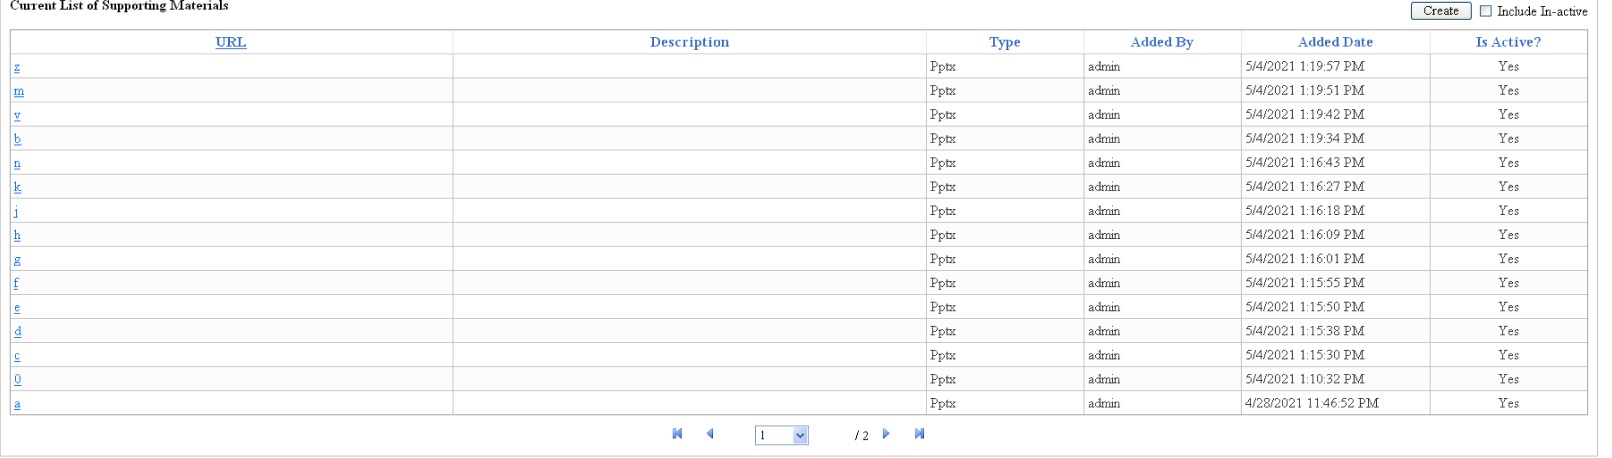 Current List of Supporting Materials Create Include In-active
URL Description Type Added By Added Date Is Active?
z Pptx admin 5/4/2021 1:19:57 PM Yes
m Pptx admin 5/4/2021 1:19:51 PM Yes
v Pptx admin 5/4/2021 1:19:42 PM Yes
b Pptx admin 5/4/2021 1:19:34 PM Yes
n Pptx admin 5/4/2021 1:16:43 PM Yes
k Pptx admin 5/4/2021 1:16:27 PM Yes
j Pptx admin 5/4/2021 1:16:18 PM Yes
h Pptx admin 5/4/2021 1:16:09 PM Yes
g Pptx admin 5/4/2021 1:16:01 PM Yes
f Pptx admin 5/4/2021 1:15:55 PM Yes
e Pptx admin 5/4/2021 1:15:50 PM Yes
d Pptx admin 5/4/2021 1:15:38 PM Yes
c Pptx admin 5/4/2021 1:15:30 PM Yes
0 Pptx admin 5/4/2021 1:10:32 PM Yes
a Pptx admin 4/28/2021 11:46:52 PM Yes
1 / 2